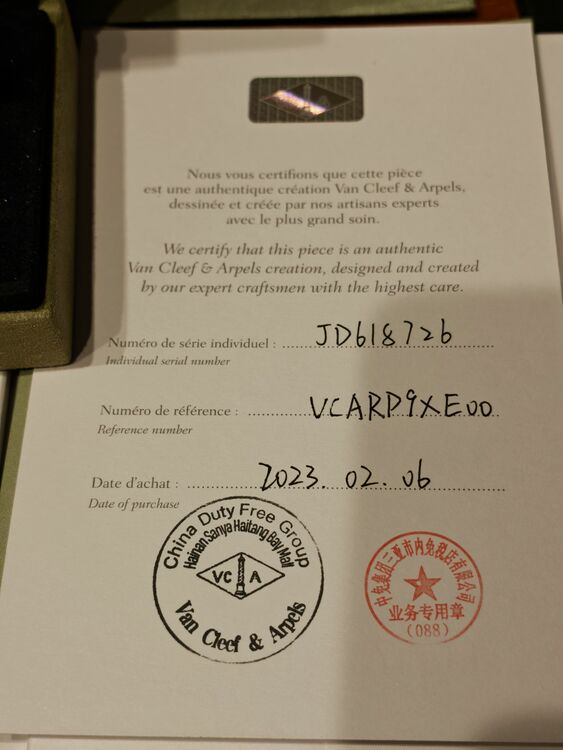 V A
Nous vous certifions que cette pièce
est une authentique création Van Cleef & Arpels,
dessinée et créée par nos artisans experts
avec le plus grand soin.
We certify that this piece is an authentic
Van Cleef & Arpels creation, designed and created
by our expert craftsmen with the highest care.
Numéro de série individuel : JD618726
Individual serial number
Numéro de référence : VCARP9XE00
Reference number
Date d'achat : 2023. 02. 06
Date of purchase
China Duty Free Group
Hainan Sanya Haitang Bay Mall
VC A
Van Cleef & Arpels
中免集团三亚市内免税店有限公司
业务专用章
(088)